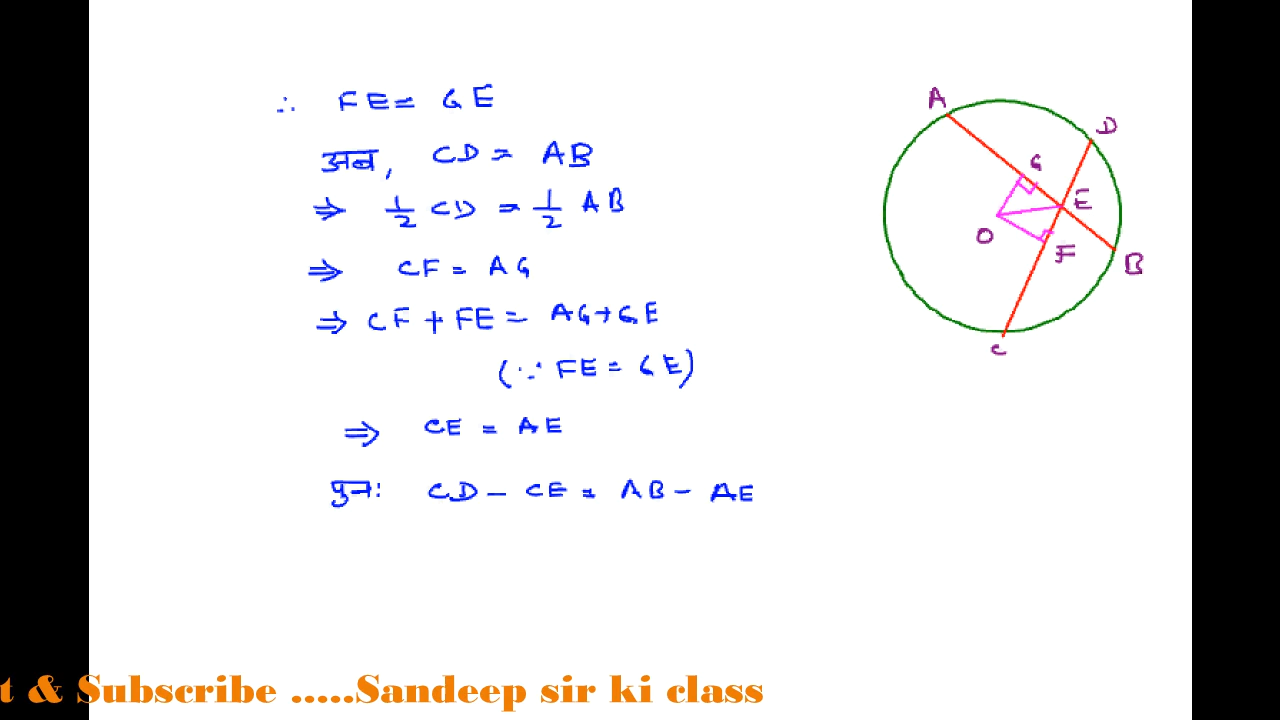 ∴ FE = GE
अब, CD = AB
⇒ 1/2 CD = 1/2 AB
⇒ CF = AG
⇒ CF + FE = AG + GE
(∵ FE = GE)
⇒ CE = AE
पुनः CD - CE = AB - AE
A
D
G
E
O
F
B
C
t & Subscribe .....Sandeep sir ki class